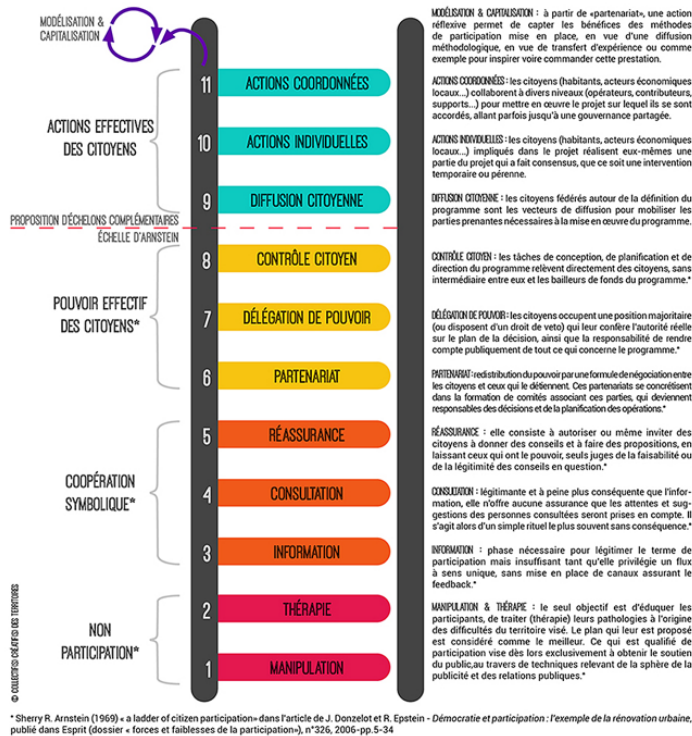 MODÉLISATION &
CAPITALISATION
11 ACTIONS COORDONNÉES
ACTIONS EFFECTIVES
DES CITOYENS
10 ACTIONS INDIVIDUELLES
9 DIFFUSION CITOYENNE
PROPOSITION D'ÉCHELONS COMPLÉMENTAIRES
ÉCHELLE D'ARNSTEIN
8 CONTRÔLE CITOYEN
POUVOIR EFFECTIF
DES CITOYENS*
7 DÉLÉGATION DE POUVOIR
6 PARTENARIAT
5 RÉASSURANCE
COOPÉRATION
SYMBOLIQUE*
4 CONSULTATION
3 INFORMATION
2 THÉRAPIE
NON
PARTICIPATION*
1 MANIPULATION
MODÉLISATION & CAPITALISATION : à partir de «partenariat», une action
réflexive permet de capter les bénéfices des méthodes
de participation mise en place, en vue d'une diffusion
méthodologique, en vue de transfert d'expérience ou comme
exemple pour inspirer voire commander cette prestation.
ACTIONS COORDONNÉES : les citoyens (habitants, acteurs économiques
locaux...) collaborent à divers niveaux (opérateurs, contributeurs,
supports...) pour mettre en œuvre le projet sur lequel ils se sont
accordés, allant parfois jusqu'à une gouvernance partagée.
ACTIONS INDIVIDUELLES : les citoyens (habitants, acteurs économiques
locaux...) impliqués dans le projet réalisent eux-mêmes une
partie du projet qui a fait consensus, que ce soit une intervention
temporaire ou pérenne.
DIFFUSION CITOYENNE : les citoyens fédérés autour de la définition du
programme sont les vecteurs de diffusion pour mobiliser les
parties prenantes nécessaires à la mise en œuvre du programme.
CONTRÔLE CITOYEN : les tâches de conception, de planification et de
direction du programme relèvent directement des citoyens, sans
intermédiaire entre eux et les bailleurs de fonds du programme.*
DÉLÉGATION DE POUVOIR : les citoyens occupent une position majoritaire
(ou disposent d'un droit de veto) qui leur confère l'autorité réelle
sur le plan de la décision, ainsi que la responsabilité de rendre
compte publiquement de tout ce qui concerne le programme.*
PARTENARIAT : redistribution du pouvoir par une formule de négociation entre
les citoyens et ceux qui le détiennent. Ces partenariats se concrétisent
dans la formation de comités associant ces parties, qui deviennent
responsables des décisions et de la planification des opérations.*
RÉASSURANCE : elle consiste à autoriser ou même inviter des
citoyens à donner des conseils et à faire des propositions, en
laissant ceux qui ont le pouvoir, seuls juges de la faisabilité ou
de la légitimité des conseils en question.*
CONSULTATION : légitimante et à peine plus conséquente que l'infor-
mation, elle n'offre aucune assurance que les attentes et sug-
gestions des personnes consultées seront prises en compte. Il
s'agit alors d'un simple rituel le plus souvent sans conséquence.*
INFORMATION : phase nécessaire pour légitimer le terme de
participation mais insuffisant tant qu'elle privilégie un flux
à sens unique, sans mise en place de canaux assurant le
feedback.*
MANIPULATION & THÉRAPIE : le seul objectif est d'éduquer les
participants, de traiter (thérapie) leurs pathologies à l'origine
des difficultés du territoire visé. Le plan qui leur est proposé
est considéré comme le meilleur. Ce qui est qualifié de
participation vise dès lors exclusivement à obtenir le soutien
du public,au travers de techniques relevant de la sphère de la
publicité et des relations publiques.*
© COLLECTIF CRÉATIF DES TERRITOIRES
* Sherry R. Arnstein (1969) « a ladder of citizen participation» dans l'article de J. Donzelot et R. Epstein - Démocratie et participation : l'exemple de la rénovation urbaine,
publié dans Esprit (dossier « forces et faiblesses de la participation»), n°326, 2006-pp.5-34